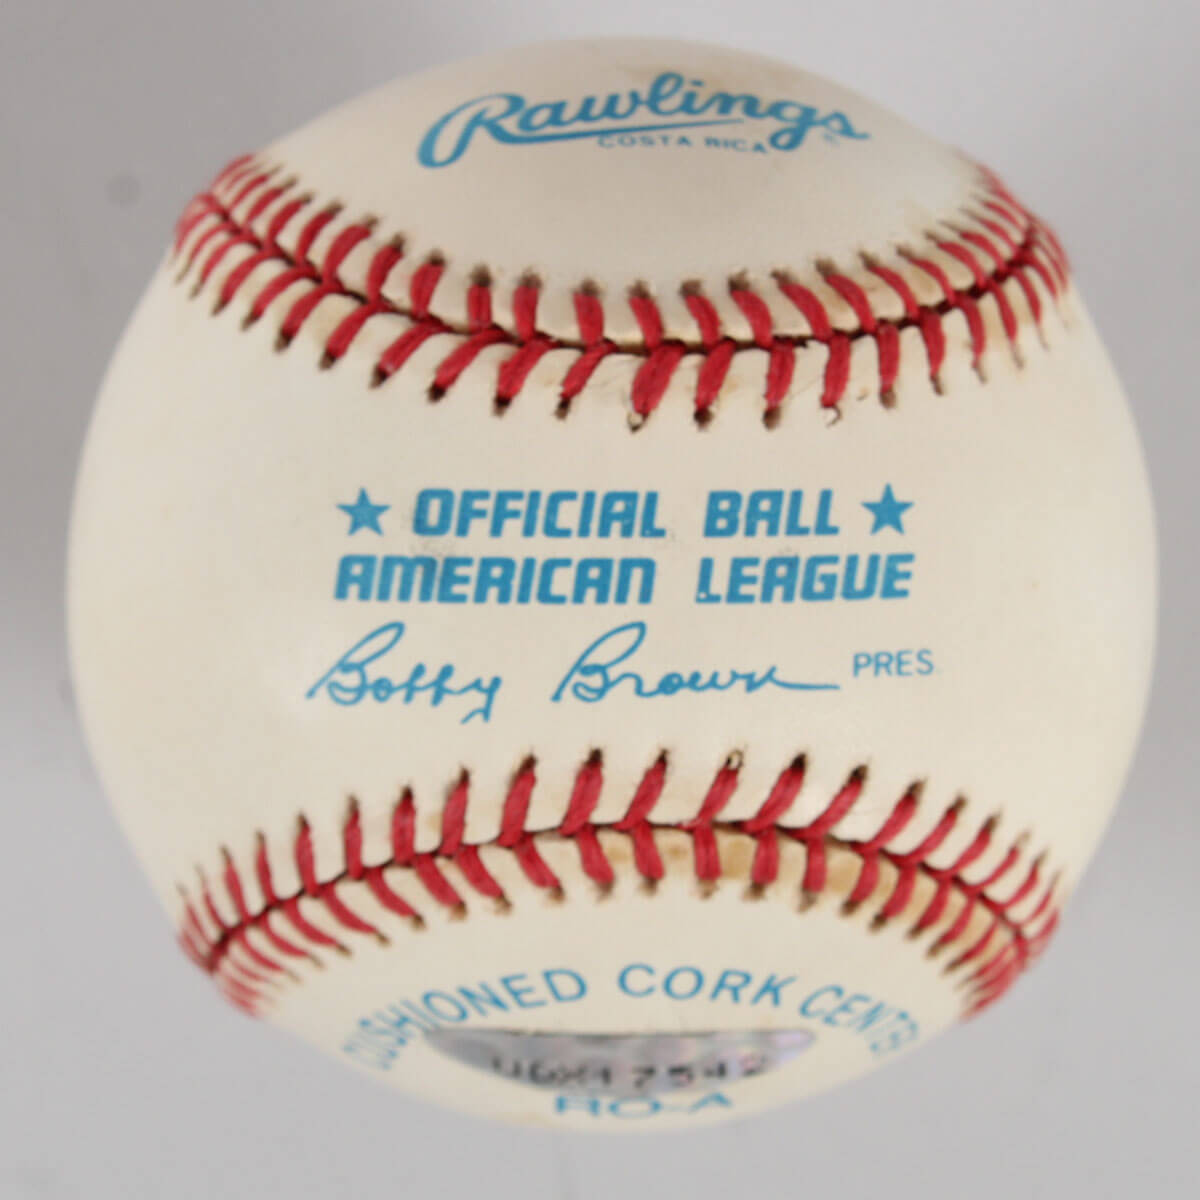 Rawlings
COSTA RICA
OFFICIAL BALL
AMERICAN LEAGUE
Bobby Brown PRES.
CUSHIONED CORK CENTER
RO-A